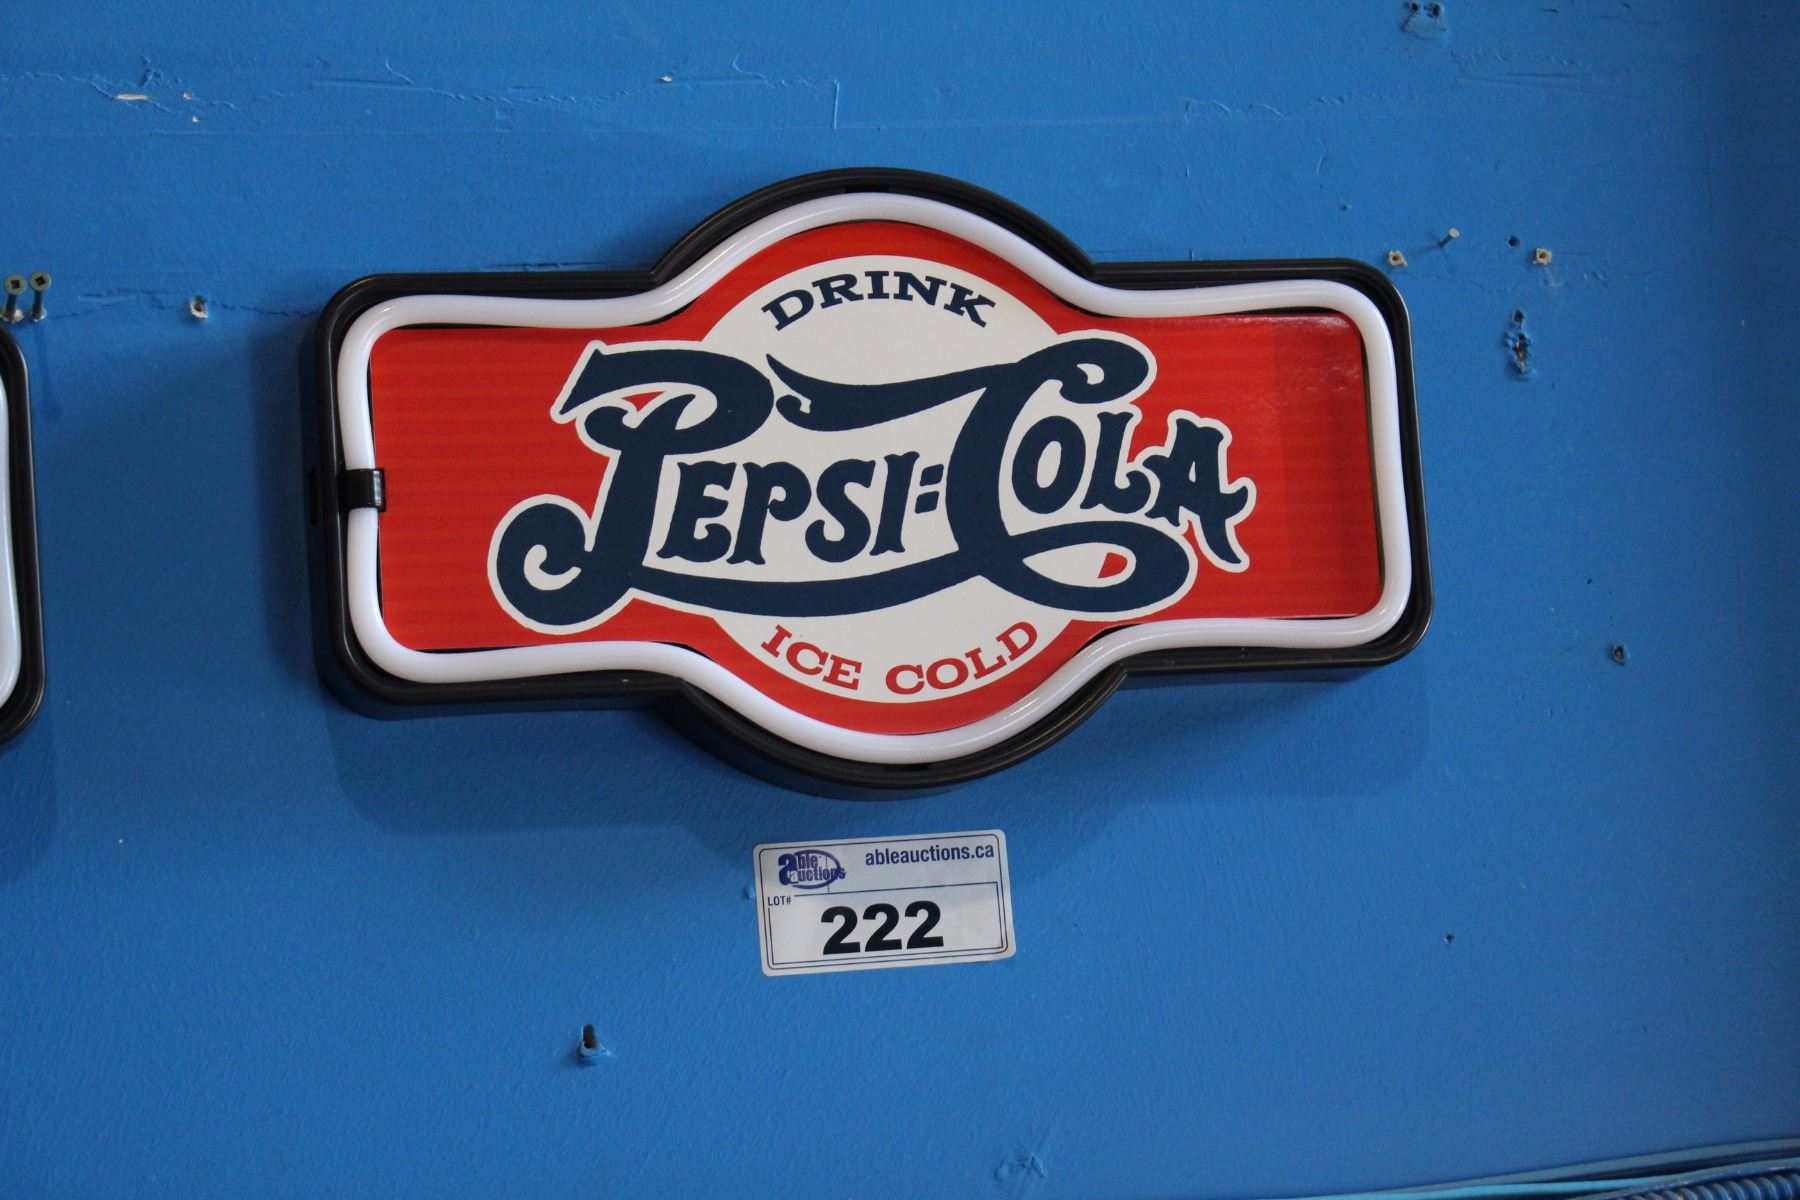 DRINK
PEPSI=COLA
ICE COLD
able auctions
ableauctions.ca
LOT#
222